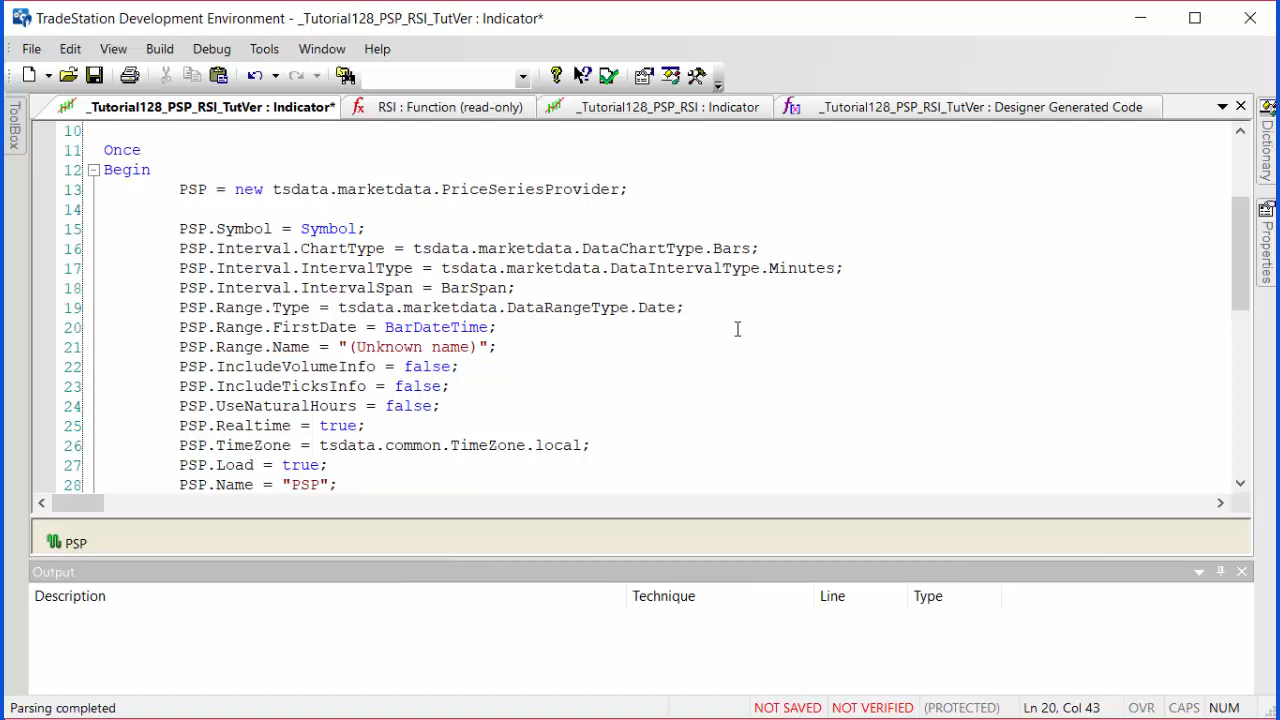 TradeStation Development Environment - _Tutorial128_PSP_RSI_TutVer : Indicator*
File Edit View Build Debug Tools Window Help
_Tutorial128_PSP_RSI_TutVer : Indicator* RSI : Function (read-only) _Tutorial128_PSP_RSI : Indicator _Tutorial128_PSP_RSI_TutVer : Designer Generated Code
ToolBox
Dictionary
Properties
10
11 Once
12 Begin
13 PSP = new tsdata.marketdata.PriceSeriesProvider;
14
15 PSP.Symbol = Symbol;
16 PSP.Interval.ChartType = tsdata.marketdata.DataChartType.Bars;
17 PSP.Interval.IntervalType = tsdata.marketdata.DataIntervalType.Minutes;
18 PSP.Interval.IntervalSpan = BarSpan;
19 PSP.Range.Type = tsdata.marketdata.DataRangeType.Date;
20 PSP.Range.FirstDate = BarDateTime;
21 PSP.Range.Name = "(Unknown name)";
22 PSP.IncludeVolumeInfo = false;
23 PSP.IncludeTicksInfo = false;
24 PSP.UseNaturalHours = false;
25 PSP.Realtime = true;
26 PSP.TimeZone = tsdata.common.TimeZone.local;
27 PSP.Load = true;
28 PSP.Name = "PSP";
PSP
Output
Description Technique Line Type
Parsing completed NOT SAVED NOT VERIFIED (PROTECTED) Ln 20, Col 43 OVR CAPS NUM